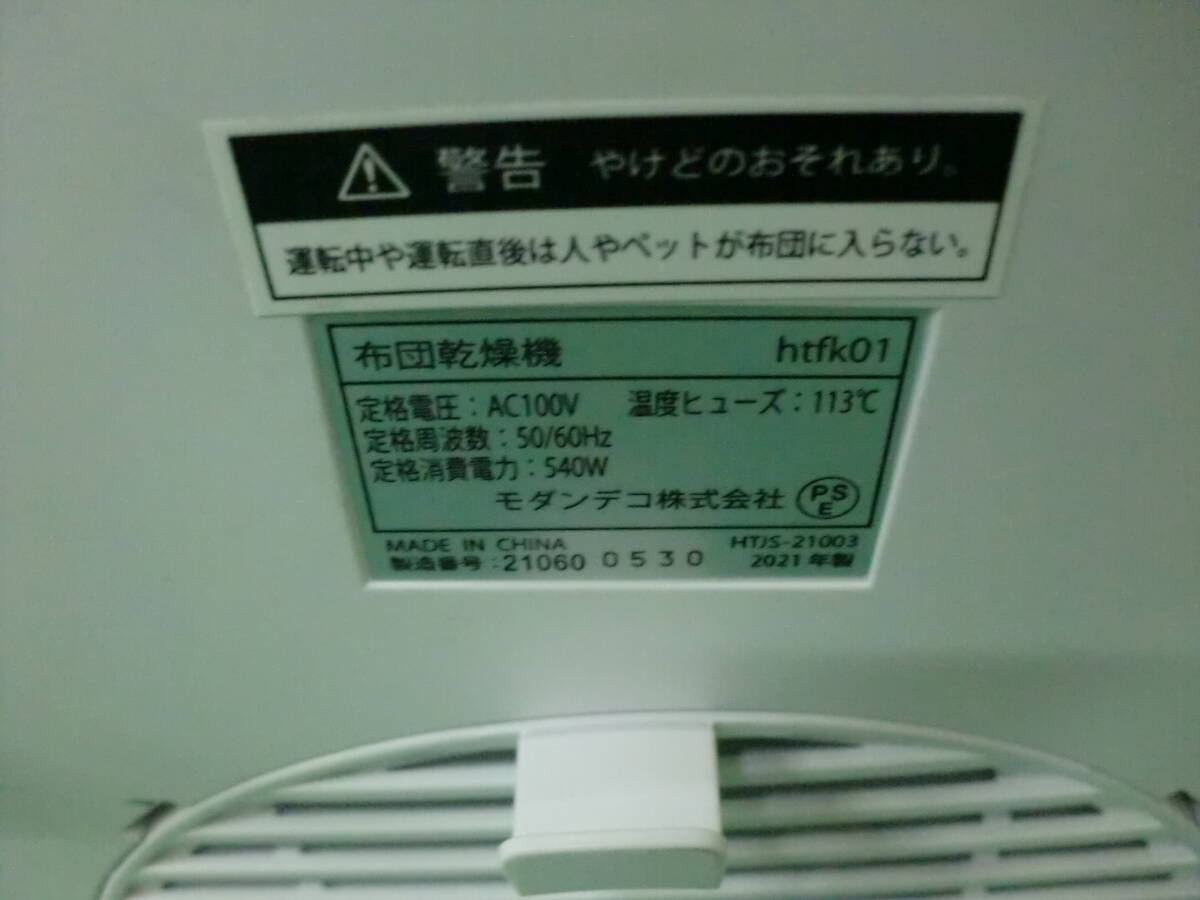 警告 やけどのおそれあり。
運転中や運転直後は人やペットが布団に入らない。
布団乾燥機 htfk01
定格電圧：AC100V 温度ヒューズ：113℃
定格周波数：50/60Hz
定格消費電力：540W
モダンデコ株式会社 PSE
MADE IN CHINA HTJS-21003
製造番号：21060 0530 2021年製